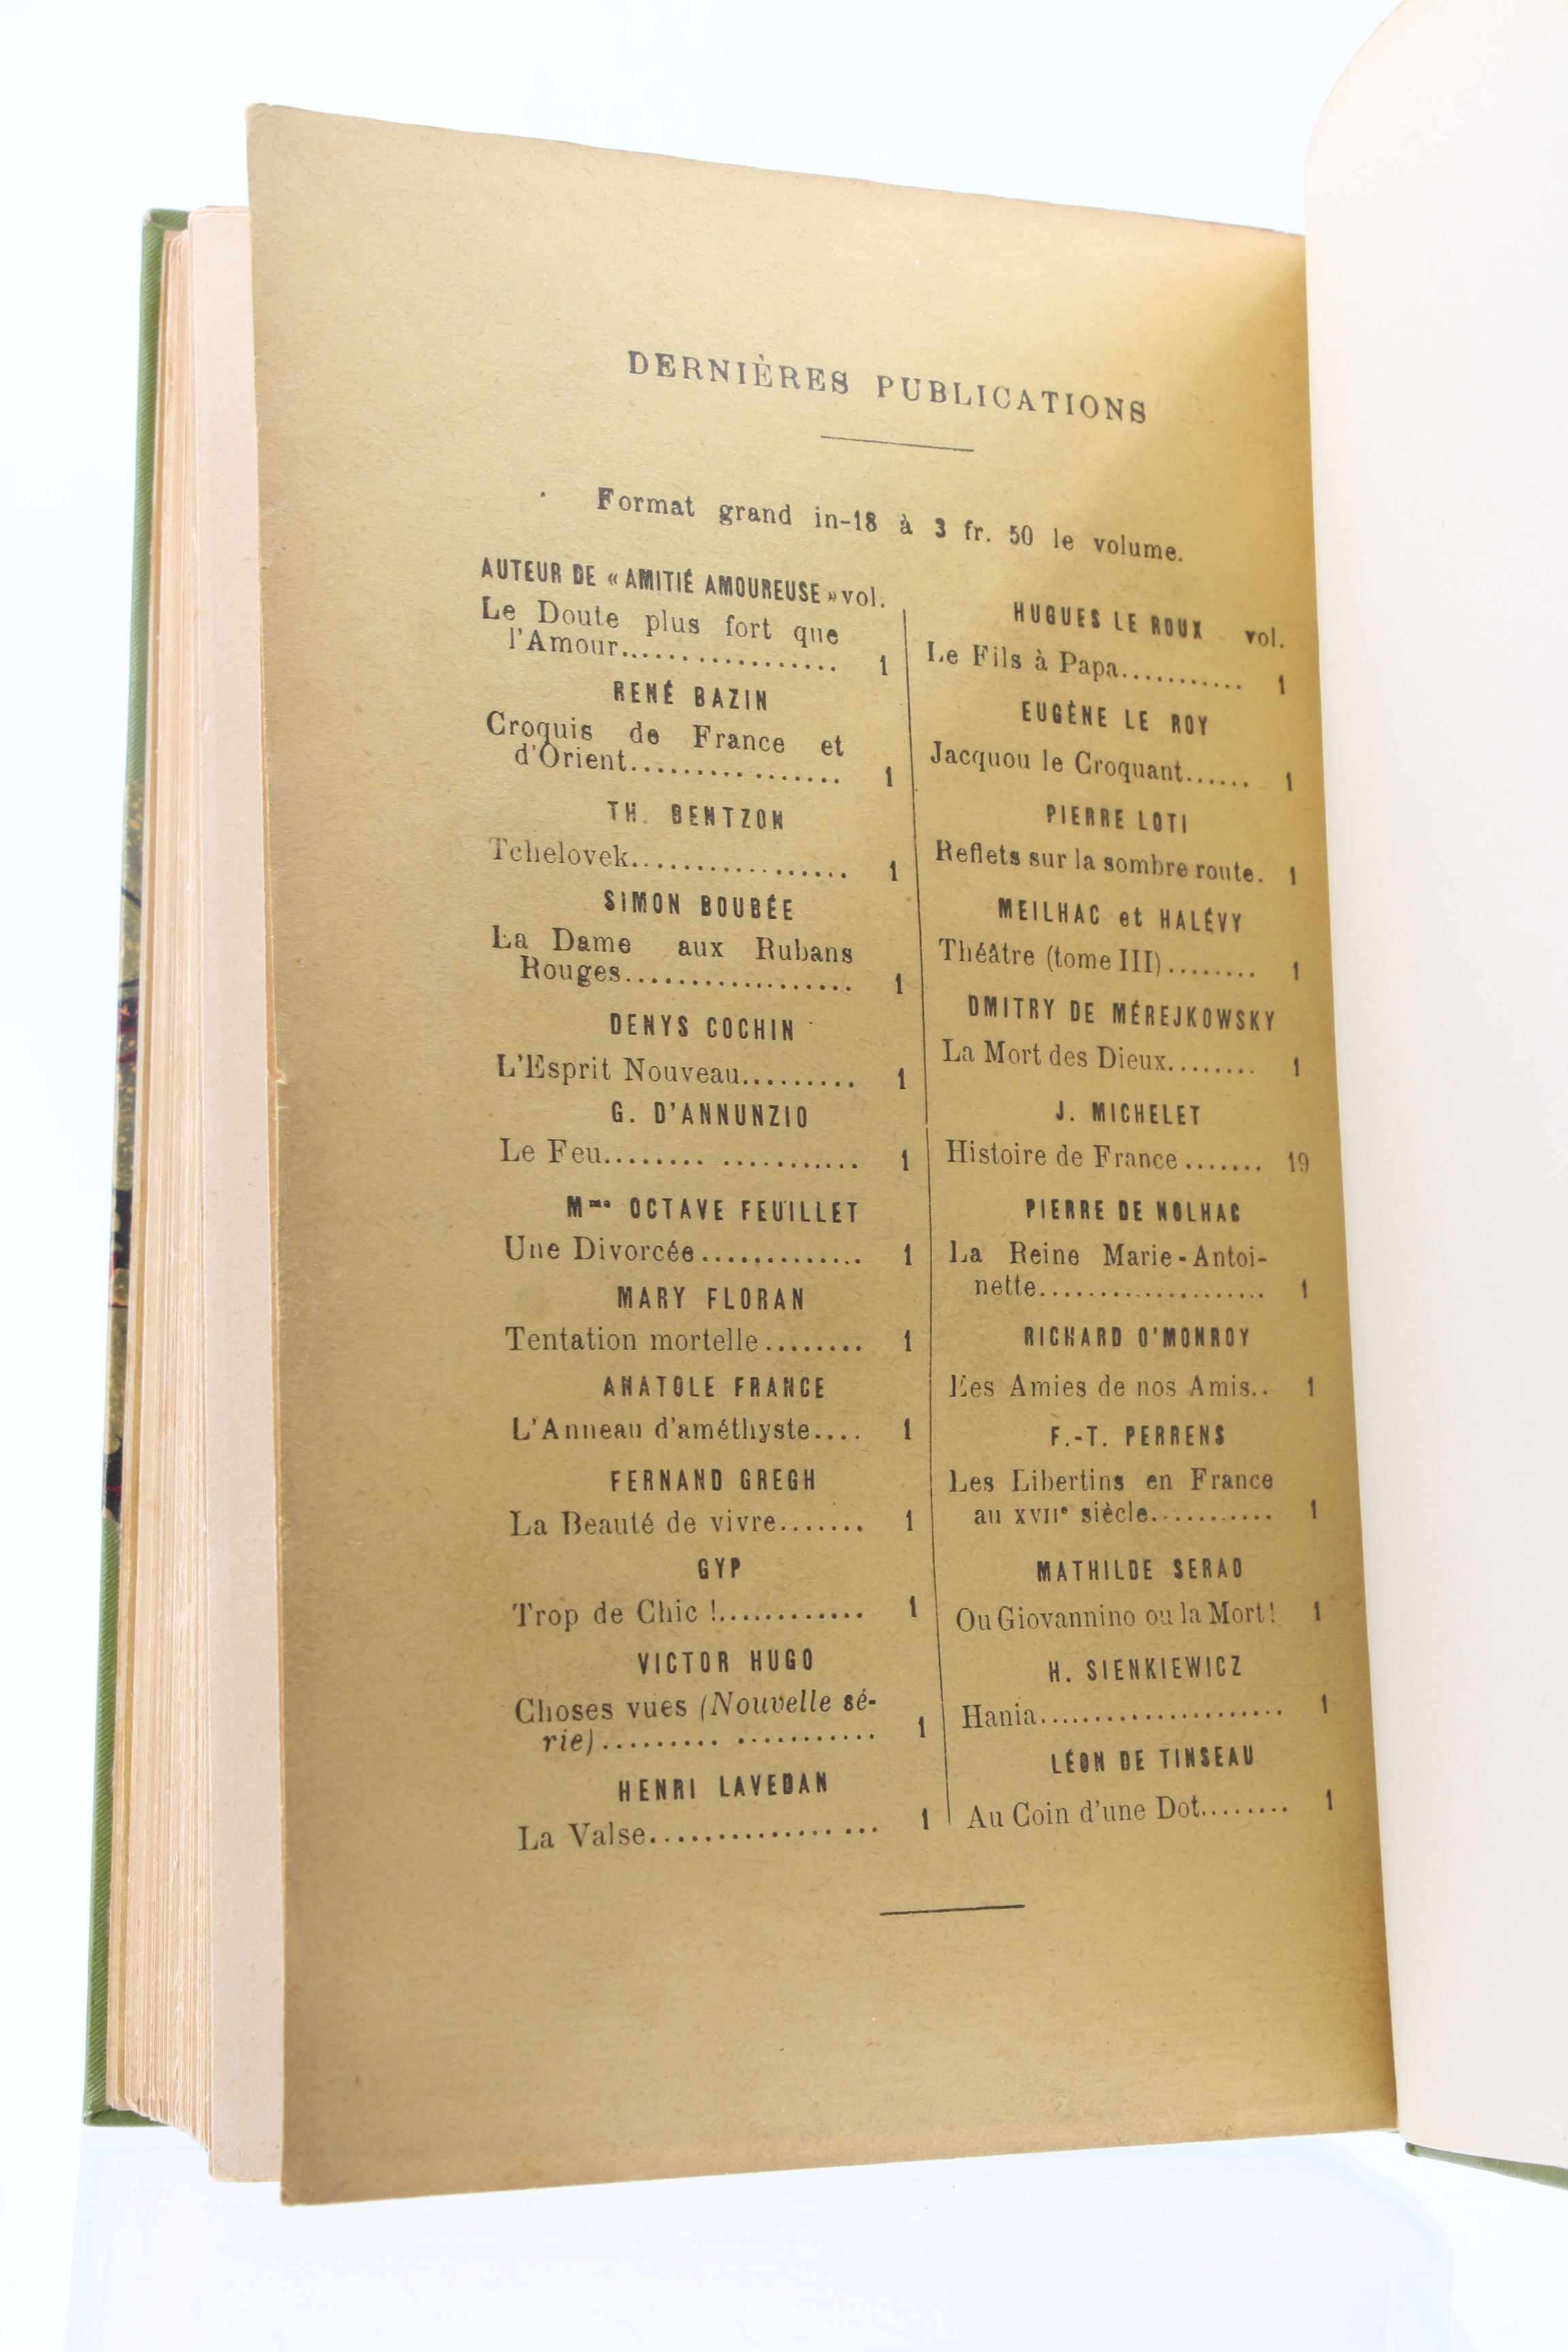 DERNIÈRES PUBLICATIONS
Format grand in-18 à 3 fr. 50 le volume.
AUTEUR DE « AMITIÉ AMOUREUSE » vol.
Le Doute plus fort que
l'Amour.................. 1
RENÉ BAZIN
Croquis de France et
d'Orient................. 1
TH. BENTZON
Tchelovek.................. 1
SIMON BOUBÉE
La Dame aux Rubans
Rouges................... 1
DENYS COCHIN
L'Esprit Nouveau......... 1
G. D'ANNUNZIO
Le Feu................... 1
Mme OCTAVE FEUILLET
Une Divorcée............. 1
MARY FLORAN
Tentation mortelle........ 1
ANATOLE FRANCE
L'Anneau d'améthyste.... 1
FERNAND GREGH
La Beauté de vivre....... 1
GYP
Trop de Chic !............ 1
VICTOR HUGO
Choses vues (Nouvelle sé-
rie).................... 1
HENRI LAVEDAN
La Valse................. 1
HUGUES LE ROUX vol.
Le Fils à Papa........... 1
EUGÈNE LE ROY
Jacquou le Croquant...... 1
PIERRE LOTI
Reflets sur la sombre route. 1
MEILHAC et HALÉVY
Théâtre (tome III)........ 1
DMITRY DE MÉREJKOWSKY
La Mort des Dieux........ 1
J. MICHELET
Histoire de France....... 19
PIERRE DE NOLHAC
La Reine Marie-Antoi-
nette.................... 1
RICHARD O'MONROY
Les Amies de nos Amis.. 1
F.-T. PERRENS
Les Libertins en France
au XVIIe siècle........... 1
MATHILDE SERAO
Ou Giovannino ou la Mort! 1
H. SIENKIEWICZ
Hania..................... 1
LÉON DE TINSEAU
Au Coin d'une Dot........ 1